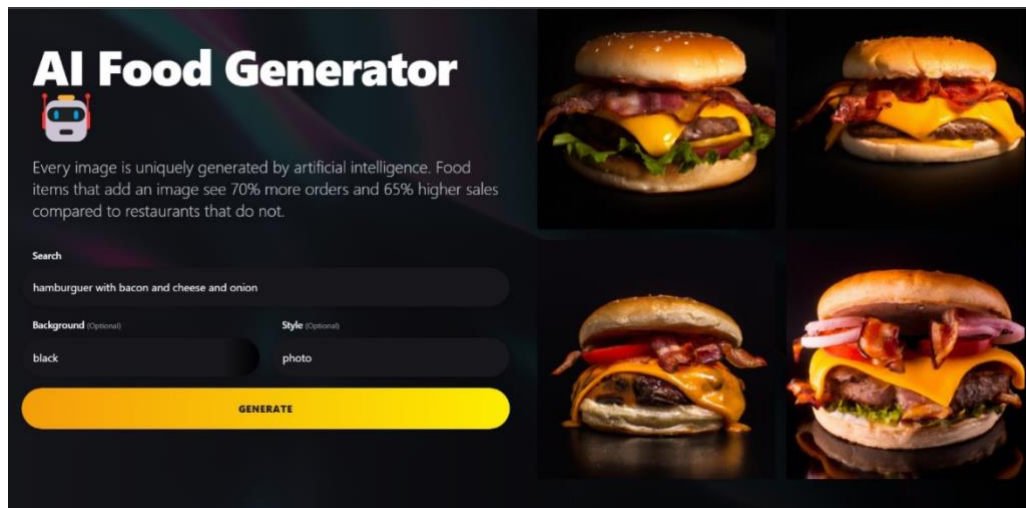 AI Food Generator
Every image is uniquely generated by artificial intelligence. Food
items that add an image see 70% more orders and 65% higher sales
compared to restaurants that do not.
Search
hamburguer with bacon and cheese and onion
Background (Optional)
Style (Optional)
black
photo
GENERATE